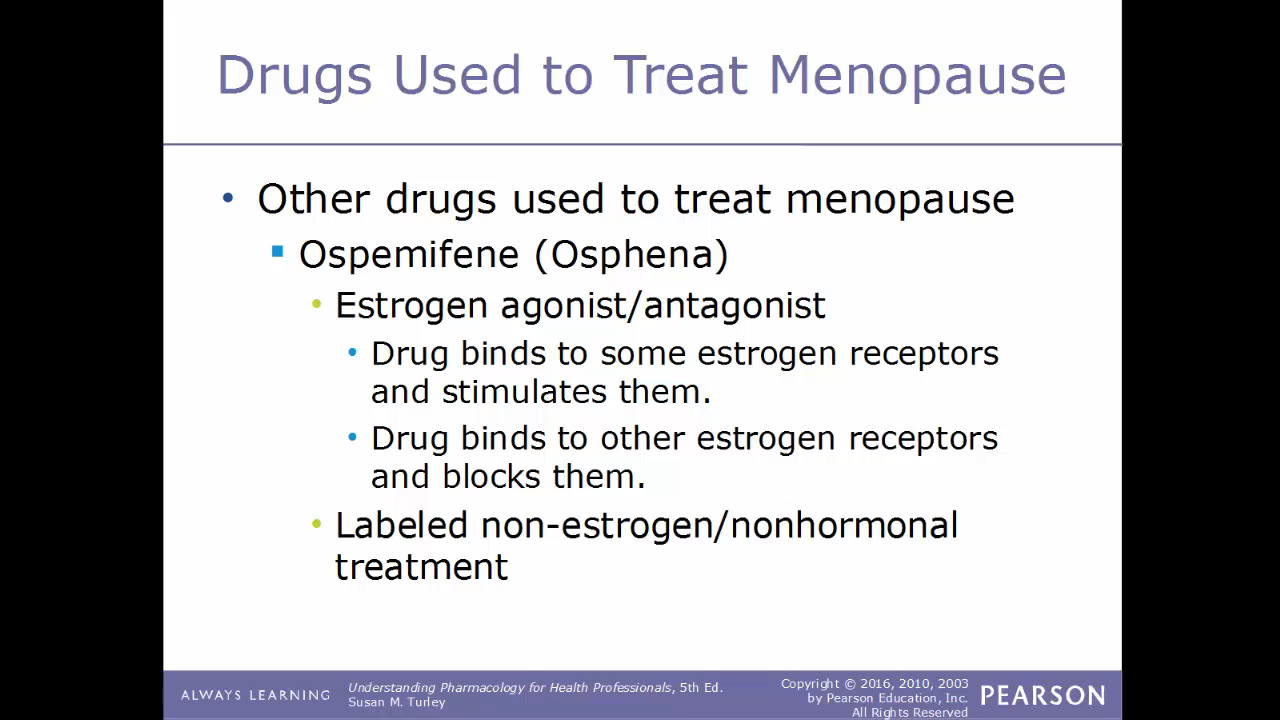 Drugs Used to Treat Menopause
• Other drugs used to treat menopause
▪ Ospemifene (Osphena)
• Estrogen agonist/antagonist
• Drug binds to some estrogen receptors
and stimulates them.
• Drug binds to other estrogen receptors
and blocks them.
• Labeled non-estrogen/nonhormonal
treatment
ALWAYS LEARNING
Understanding Pharmacology for Health Professionals, 5th Ed.
Susan M. Turley
Copyright © 2016, 2010, 2003
by Pearson Education, Inc.
All Rights Reserved
PEARSON